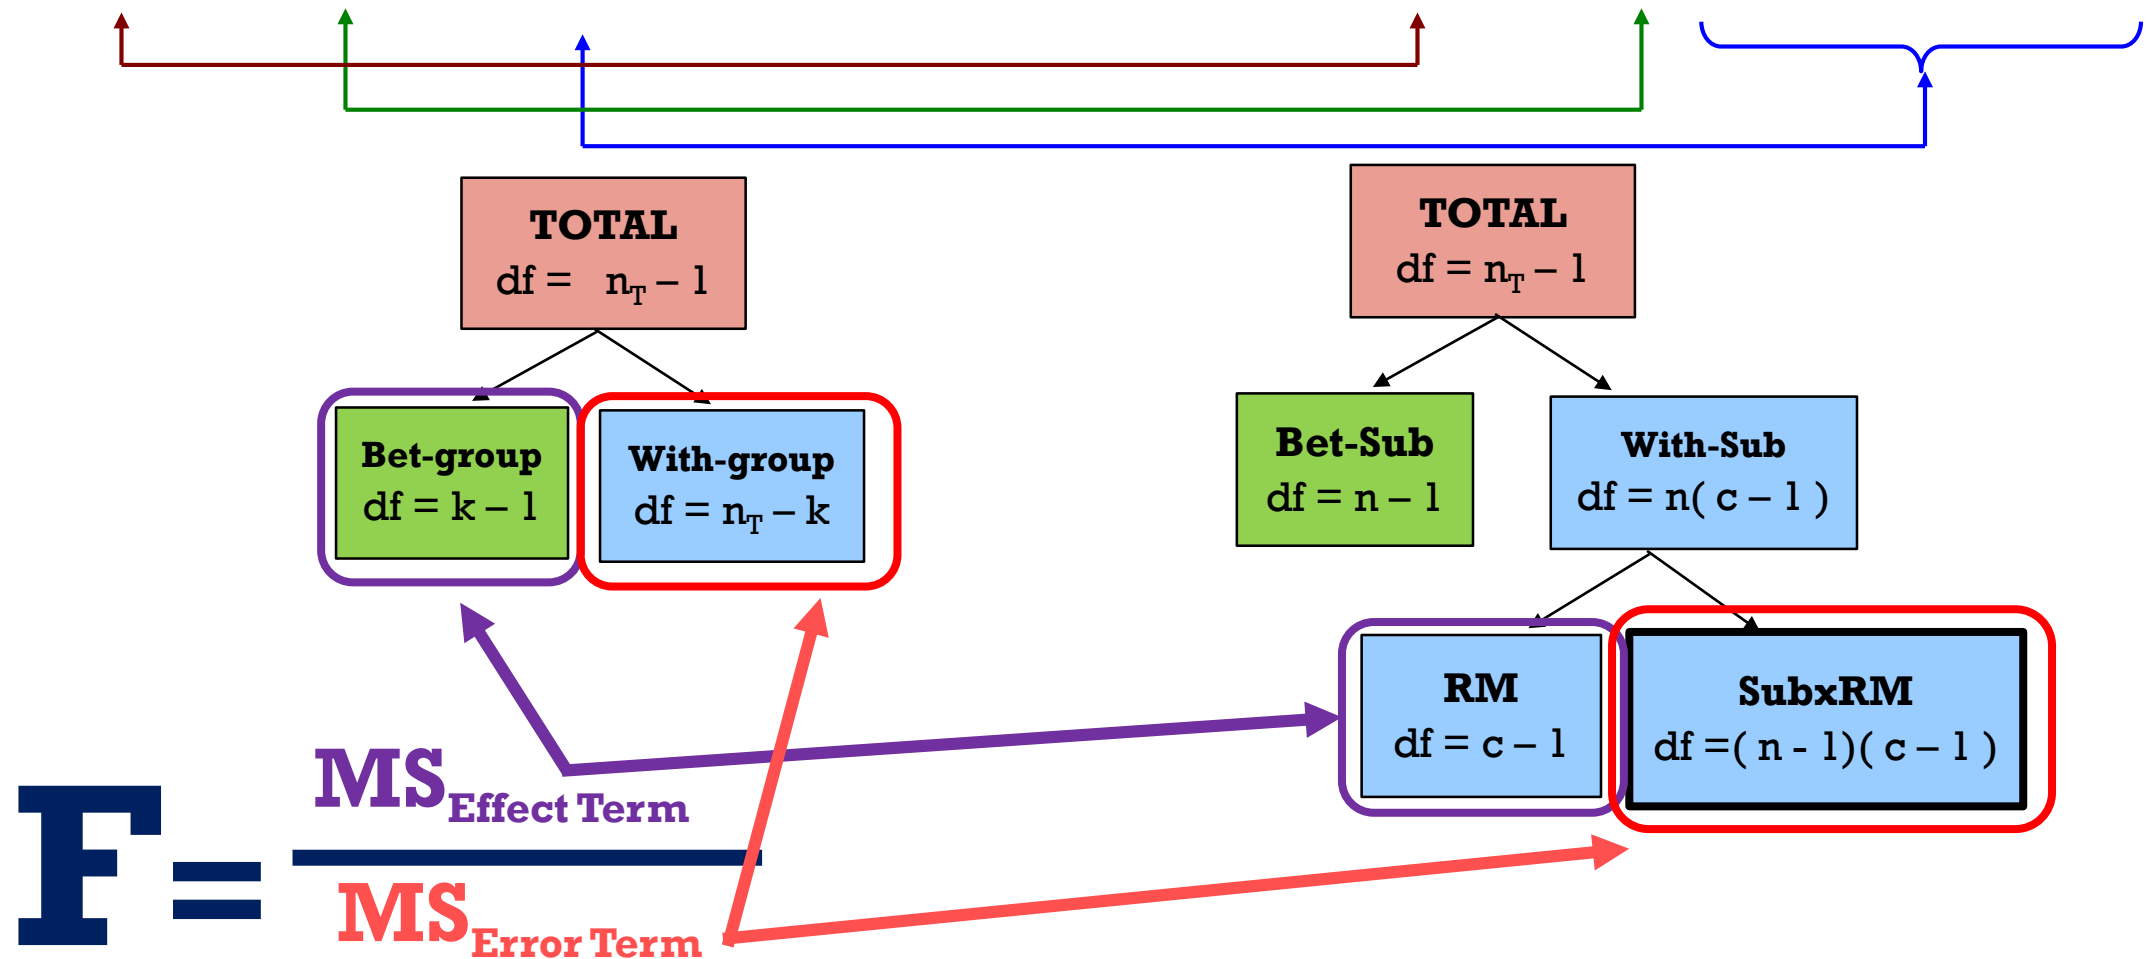 TOTAL
df = n_T – 1
TOTAL
df = n_T – 1
Bet-group
df = k – 1
With-group
df = n_T – k
Bet-Sub
df = n – 1
With-Sub
df = n( c – 1 )
RM
df = c – 1
SubxRM
df =( n - 1)( c – 1 )
F =
MS_Effect Term
MS_Error Term